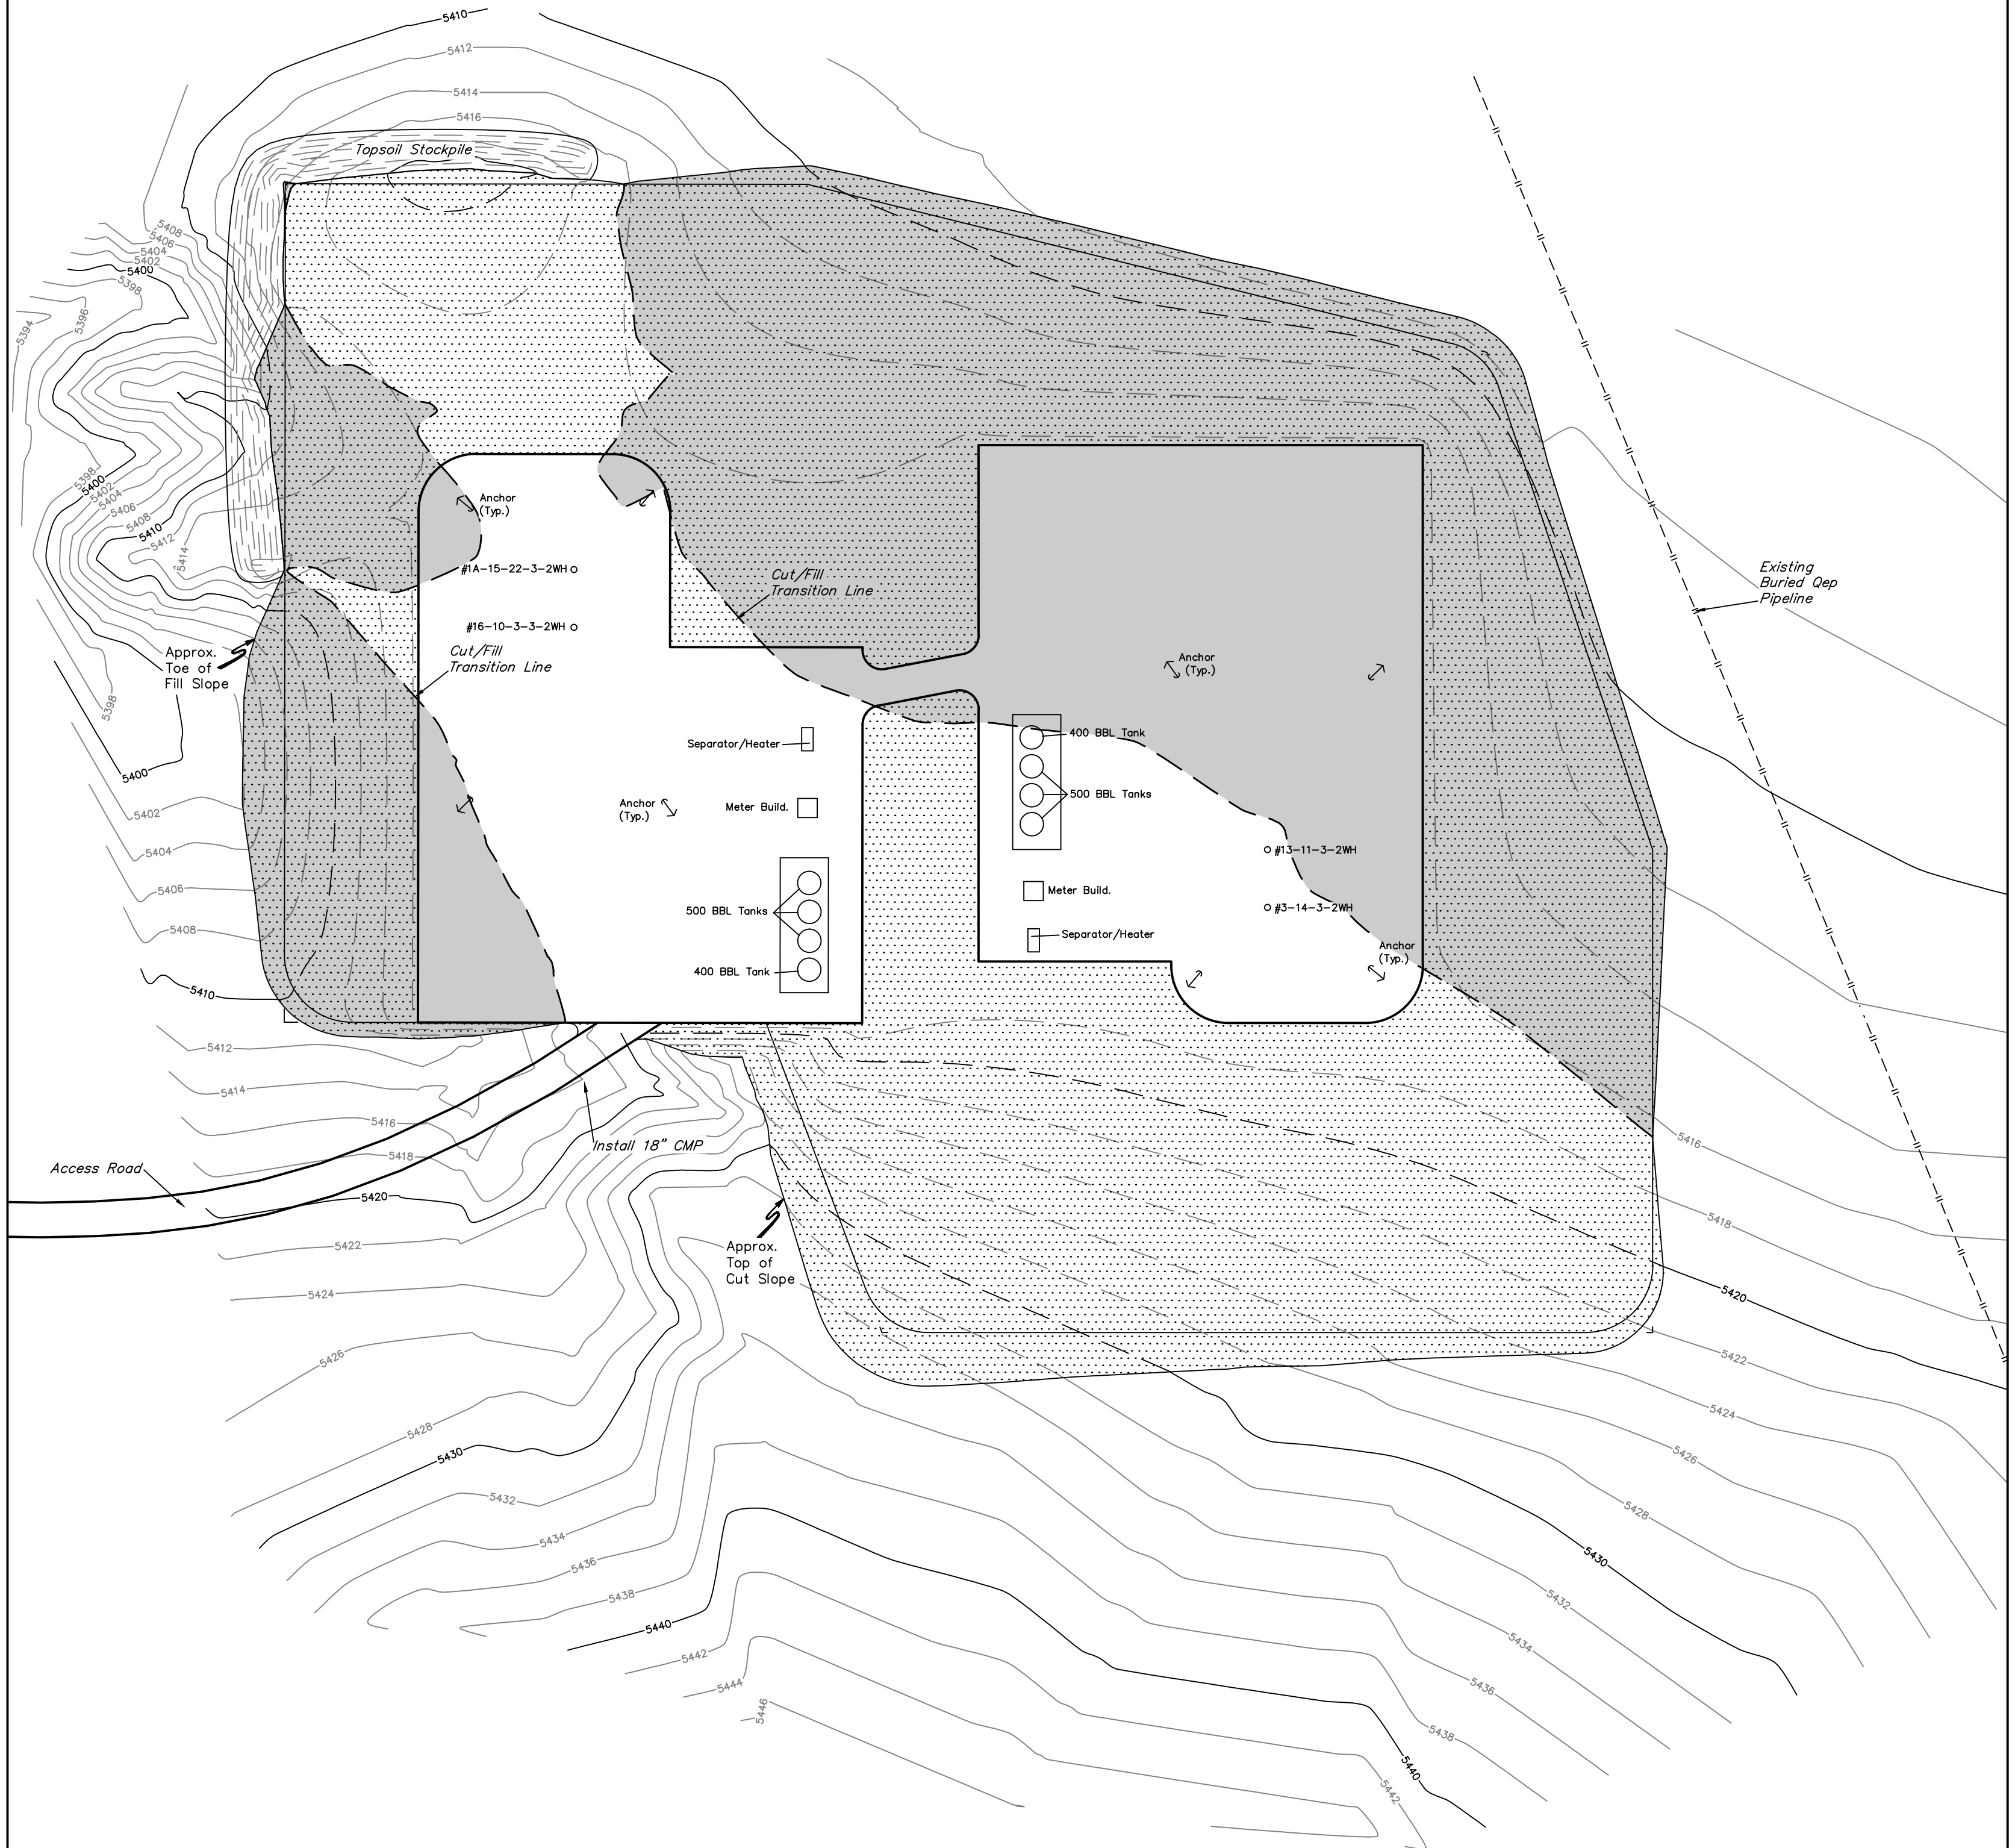 5410
5412
5414
5416
Topsoil Stockpile
5408
5406
5404
5402
5400
5398
5396
5394
5398
5400
5402
5404
5406
5408
5410
5412
5414
Anchor
(Typ.)
#1A-15-22-3-2WH
#16-10-3-3-2WH
Cut/Fill
Transition Line
Cut/Fill
Transition Line
Existing
Buried Qep
Pipeline
Approx.
Toe of
Fill Slope
5398
5400
5402
5404
5406
5408
5410
5412
5414
5416
5418
5420
5422
5424
5426
5428
5430
5432
5434
5436
5438
5440
5442
5444
5446
Anchor
(Typ.)
Separator/Heater
Meter Build.
Anchor
(Typ.)
500 BBL Tanks
400 BBL Tank
400 BBL Tank
500 BBL Tanks
#13-11-3-2WH
Meter Build.
#3-14-3-2WH
Separator/Heater
Anchor
(Typ.)
Install 18" CMP
Access Road
Approx.
Top of
Cut Slope
5416
5418
5420
5422
5424
5426
5428
5430
5432
5434
5436
5438
5440
5442